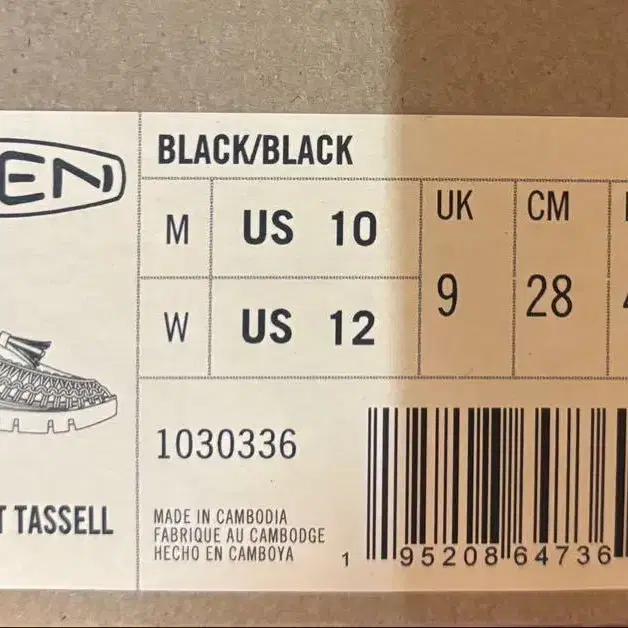 EN
BLACK/BLACK
M US 10
W US 12
UK
9
CM
28
T TASSELL
1030336
MADE IN CAMBODIA
FABRIQUE AU CAMBODGE
HECHO EN CAMBOYA
1 95208 64736